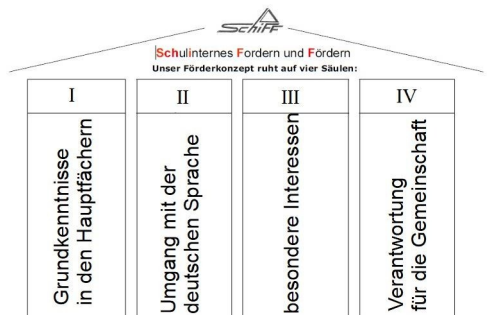 SchiFF
Schulinternes Fordern und Fördern
Unser Förderkonzept ruht auf vier Säulen:
I
II
III
IV
Grundkenntnisse
in den Hauptfächern
Umgang mit der
deutschen Sprache
besondere Interessen
Verantwortung
für die Gemeinschaft